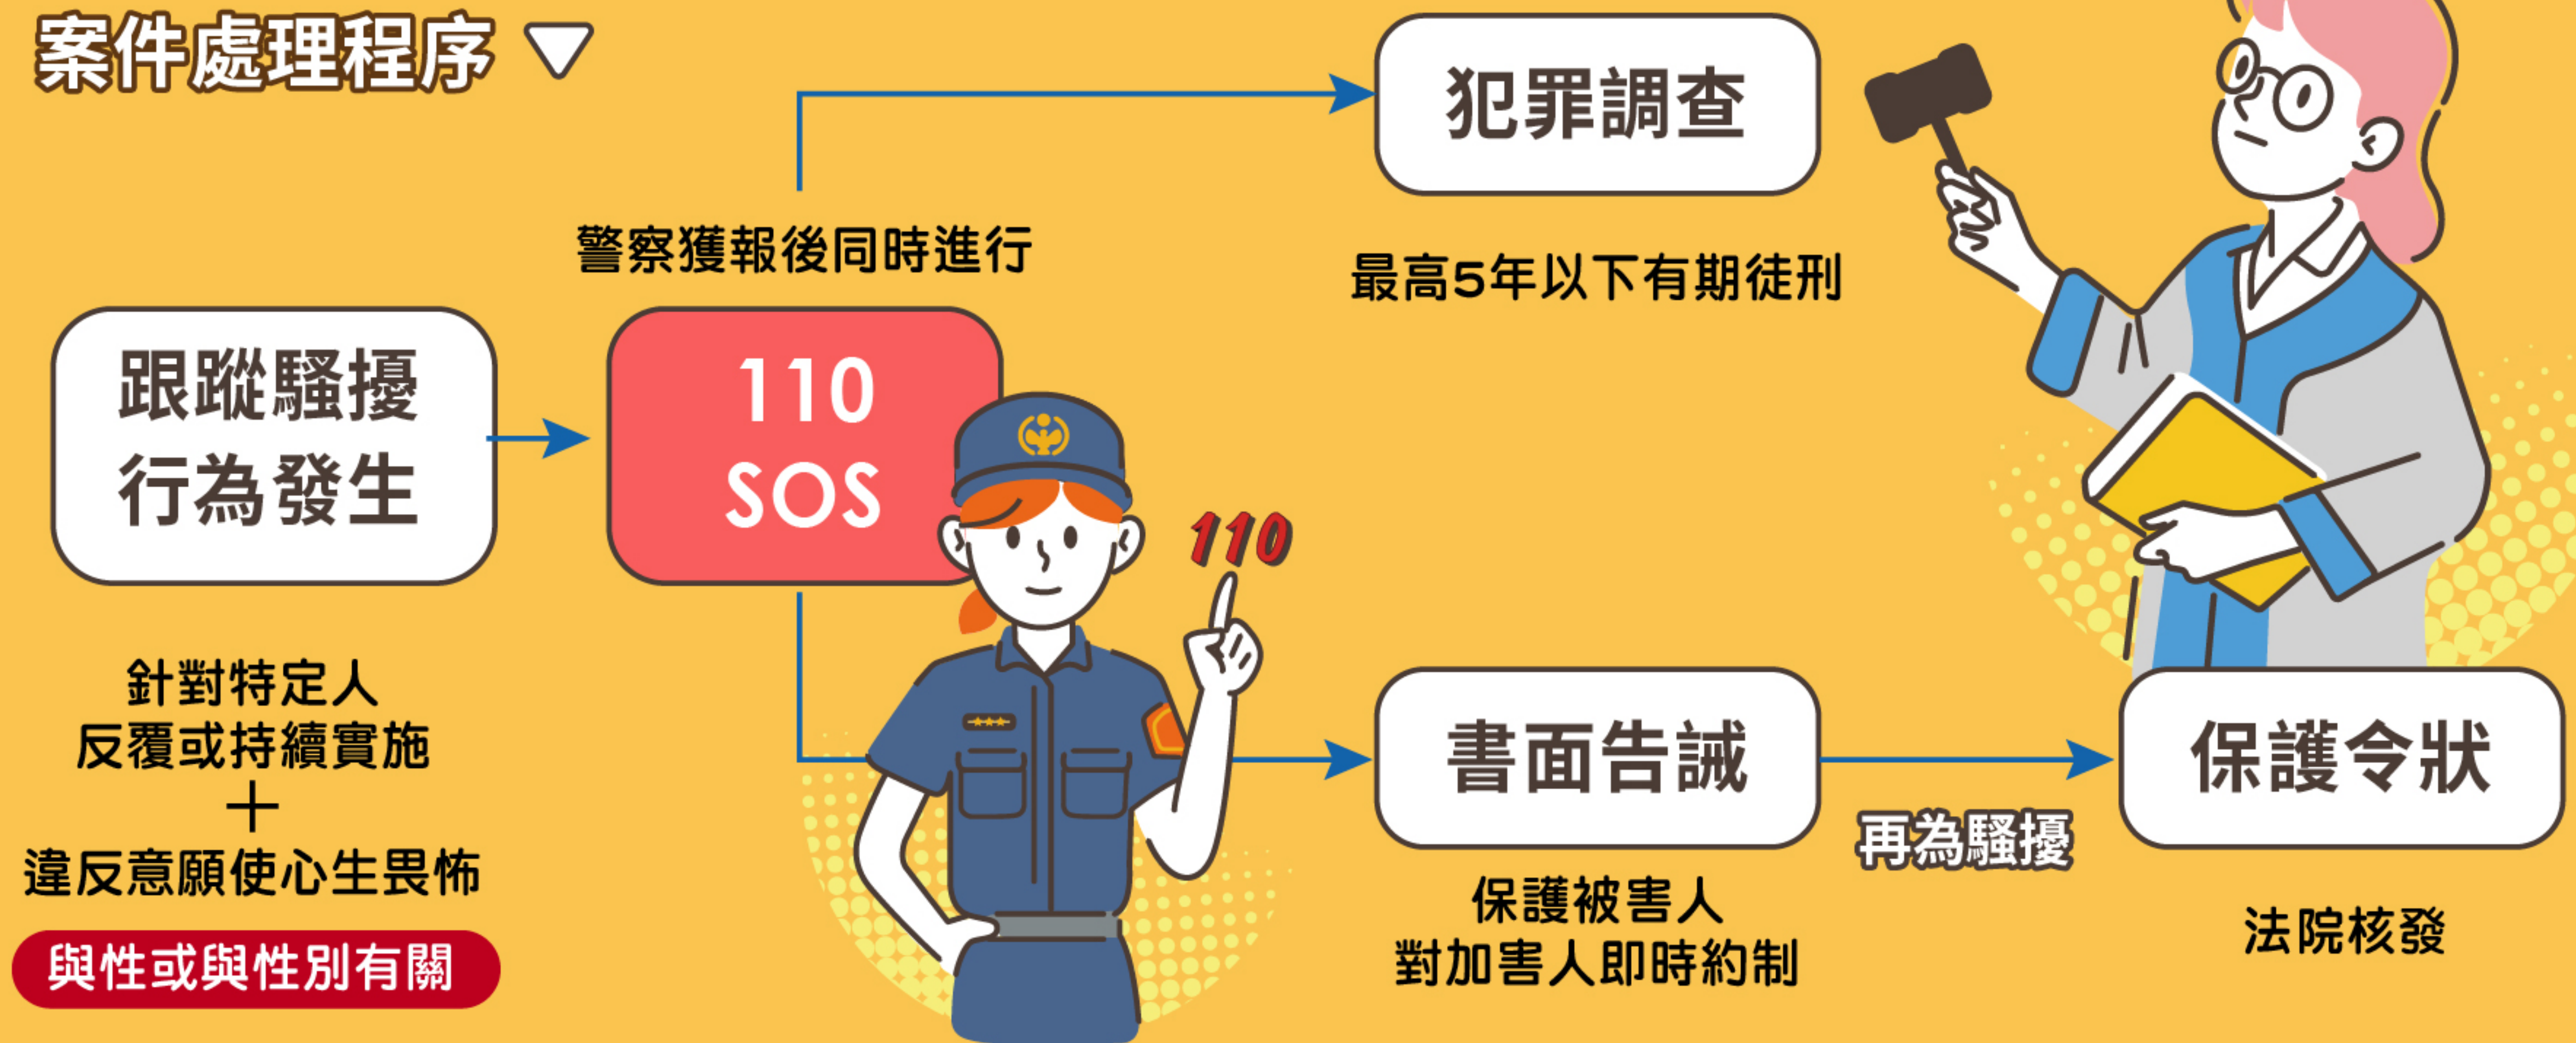 案件處理程序
跟蹤騷擾
行為發生
針對特定人
反覆或持續實施
+
違反意願使心生畏怖
與性或與性別有關
警察獲報後同時進行
110
SOS
110
犯罪調查
最高5年以下有期徒刑
書面告誡
保護被害人
對加害人即時約制
再為騷擾
保護令狀
法院核發